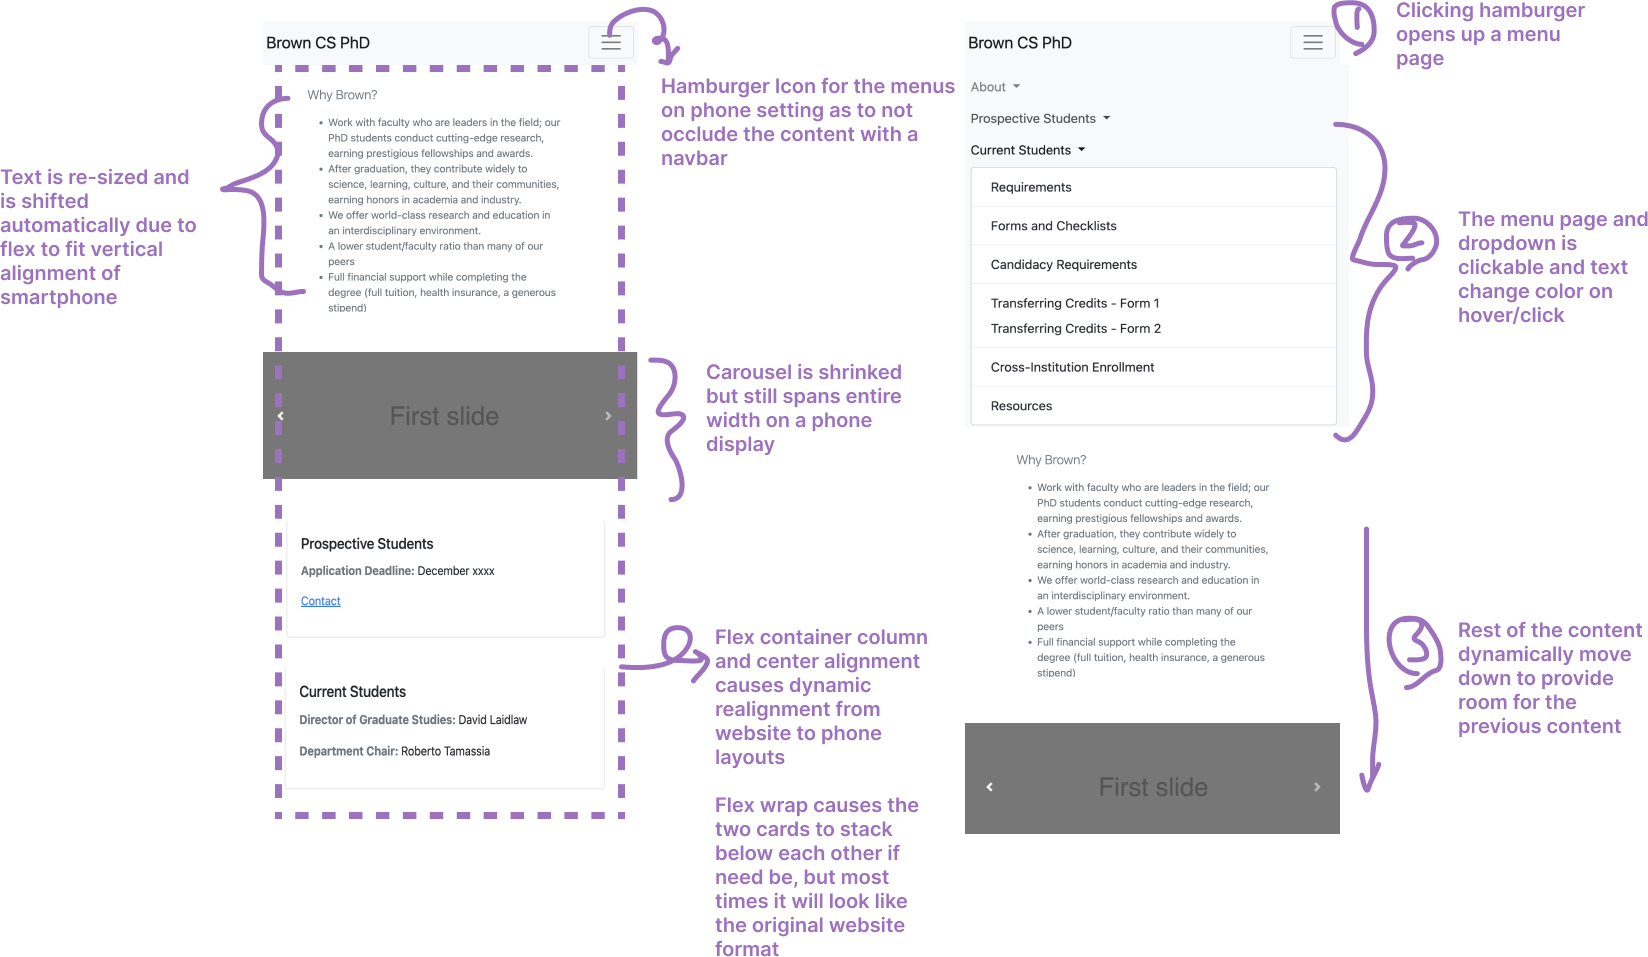 Brown CS PhD
Why Brown?
• Work with faculty who are leaders in the field; our
PhD students conduct cutting-edge research,
earning prestigious fellowships and awards.
• After graduation, they contribute widely to
science, learning, culture, and their communities,
earning honors in academia and industry.
• We offer world-class research and education in
an interdisciplinary environment.
• A lower student/faculty ratio than many of our
peers
• Full financial support while completing the
degree (full tuition, health insurance, a generous
stipend)
Text is re-sized and
is shifted
automatically due to
flex to fit vertical
alignment of
smartphone
First slide
Prospective Students
Application Deadline: December xxxx
Contact
Current Students
Director of Graduate Studies: David Laidlaw
Department Chair: Roberto Tamassia
Hamburger Icon for the menus
on phone setting as to not
occlude the content with a
navbar
Carousel is shrinked
but still spans entire
width on a phone
display
Flex container column
and center alignment
causes dynamic
realignment from
website to phone
layouts
Flex wrap causes the
two cards to stack
below each other if
need be, but most
times it will look like
the original website
format
Brown CS PhD
About
Prospective Students
Current Students
Requirements
Forms and Checklists
Candidacy Requirements
Transferring Credits - Form 1
Transferring Credits - Form 2
Cross-Institution Enrollment
Resources
Why Brown?
• Work with faculty who are leaders in the field; our
PhD students conduct cutting-edge research,
earning prestigious fellowships and awards.
• After graduation, they contribute widely to
science, learning, culture, and their communities,
earning honors in academia and industry.
• We offer world-class research and education in
an interdisciplinary environment.
• A lower student/faculty ratio than many of our
peers
• Full financial support while completing the
degree (full tuition, health insurance, a generous
stipend)
First slide
1
Clicking hamburger
opens up a menu
page
2
The menu page and
dropdown is
clickable and text
change color on
hover/click
3
Rest of the content
dynamically move
down to provide
room for the
previous content